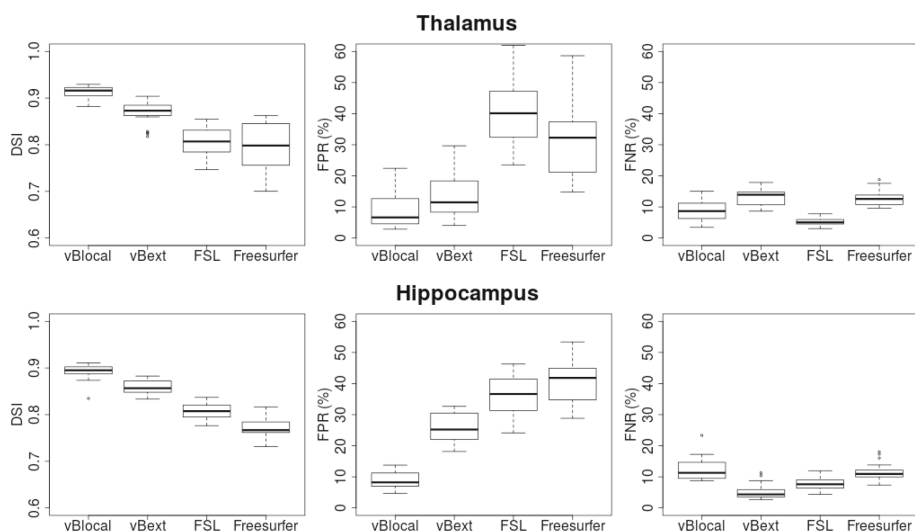 Thalamus
DSI
0.6 0.7 0.8 0.9 1.0
vBlocal vBext FSL Freesurfer
FPR (%)
0 10 20 30 40 50 60
vBlocal vBext FSL Freesurfer
FNR (%)
0 10 20 30 40 50 60
vBlocal vBext FSL Freesurfer
Hippocampus
DSI
0.6 0.7 0.8 0.9 1.0
vBlocal vBext FSL Freesurfer
FPR (%)
0 10 20 30 40 50 60
vBlocal vBext FSL Freesurfer
FNR (%)
0 10 20 30 40 50 60
vBlocal vBext FSL Freesurfer